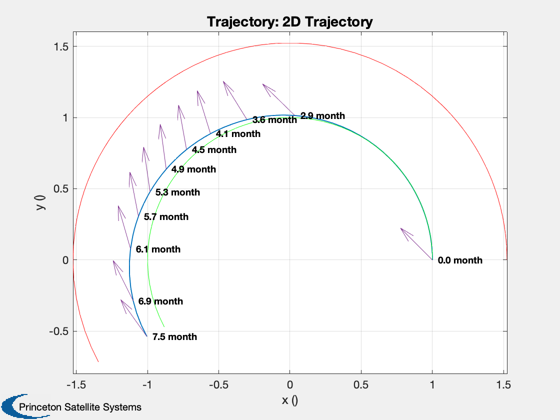 Trajectory: 2D Trajectory
1.5
1
0.5
0
-0.5
y ()
2.9 month
3.6 month
4.1 month
4.5 month
4.9 month
5.3 month
5.7 month
6.1 month
0.0 month
6.9 month
7.5 month
-1.5
-1
-0.5
0
0.5
1
1.5
x ()
Princeton Satellite Systems